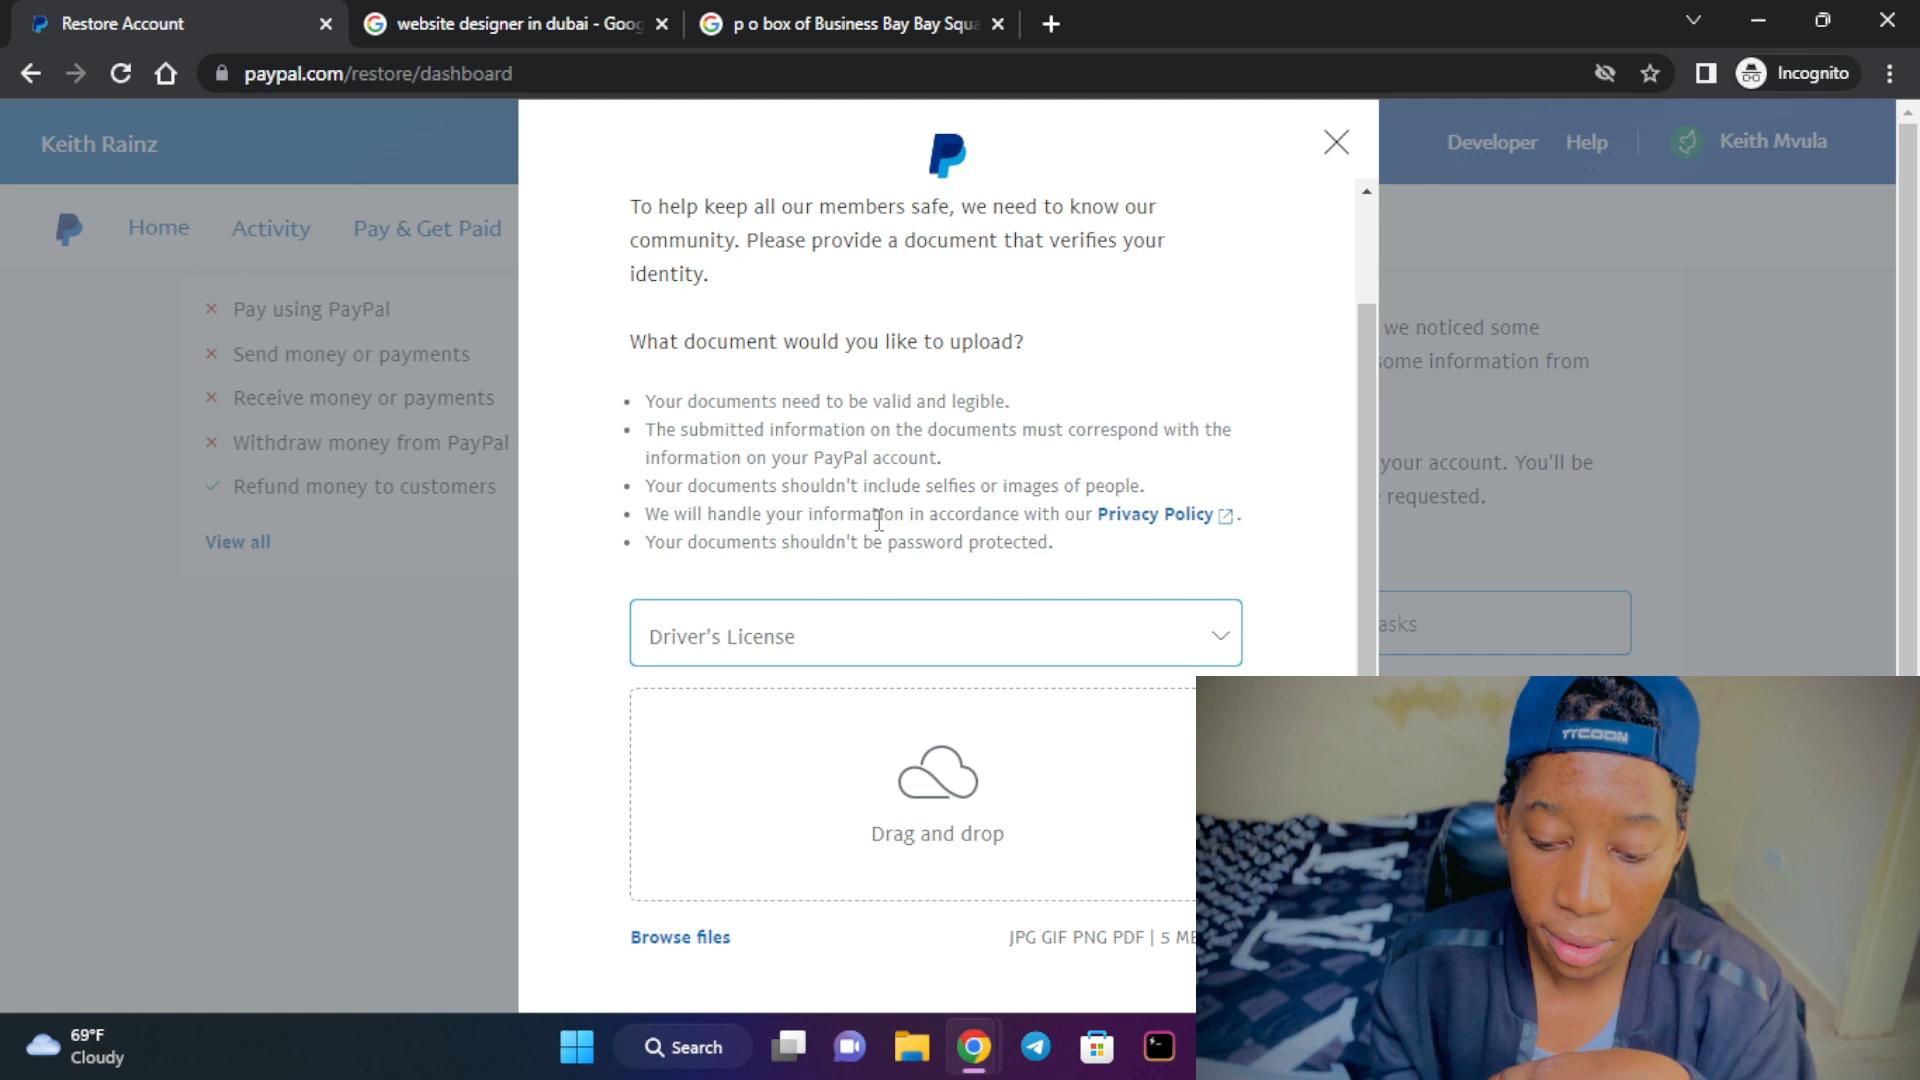 Restore Account
website designer in dubai - Goog
p o box of Business Bay Bay Squa
paypal.com/restore/dashboard
Incognito
Keith Rainz
Developer
Help
Keith Mvula
Home
Activity
Pay & Get Paid
Pay using PayPal
Send money or payments
Receive money or payments
Withdraw money from PayPal
Refund money to customers
View all
To help keep all our members safe, we need to know our
community. Please provide a document that verifies your
identity.
What document would you like to upload?
Your documents need to be valid and legible.
The submitted information on the documents must correspond with the
information on your PayPal account.
Your documents shouldn't include selfies or images of people.
We will handle your information in accordance with our Privacy Policy.
Your documents shouldn't be password protected.
Driver's License
Drag and drop
Browse files
JPG GIF PNG PDF | 5 MB
we noticed some
some information from
your account. You'll be
requested.
asks
TYCOON
69°F
Cloudy
Search